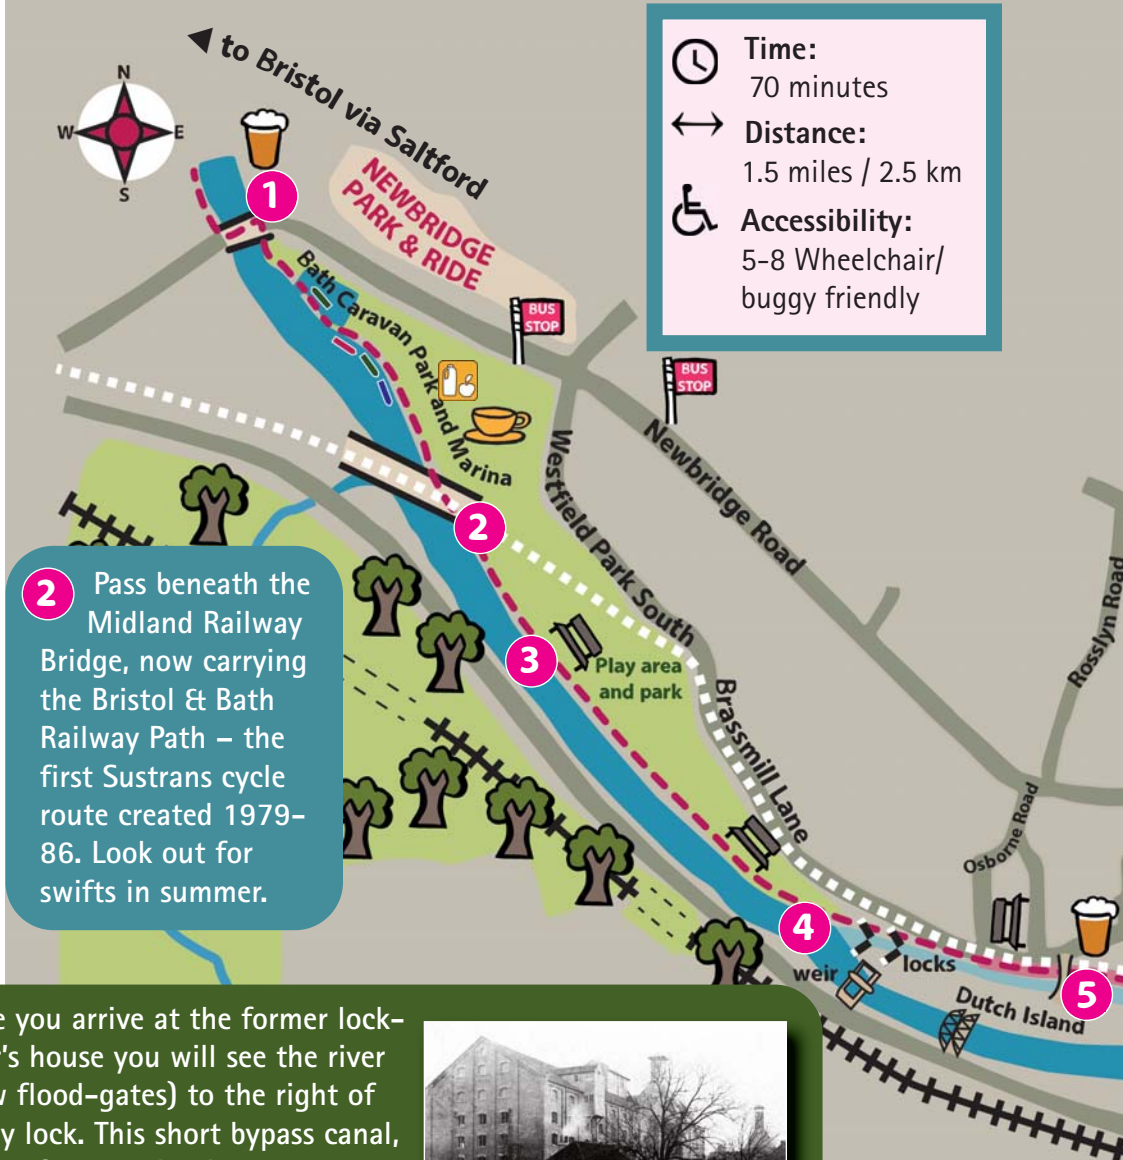 ◀ to Bristol via Saltford
N
W
E
S
1
NEWBRIDGE
PARK & RIDE
Time:
70 minutes
Distance:
1.5 miles / 2.5 km
Accessibility:
5-8 Wheelchair/
buggy friendly
BUS
STOP
BUS
STOP
Bath Caravan Park and Marina
Westfield Park South
Newbridge Road
Rosslyn Road
2
2 Pass beneath the
Midland Railway
Bridge, now carrying
the Bristol & Bath
Railway Path – the
first Sustrans cycle
route created 1979-
86. Look out for
swifts in summer.
3
Play area
and park
Brassmill Lane
Osborne Road
4
weir
locks
5
Dutch Island
you arrive at the former lock-
house you will see the river
flood-gates) to the right of
lock. This short bypass canal,